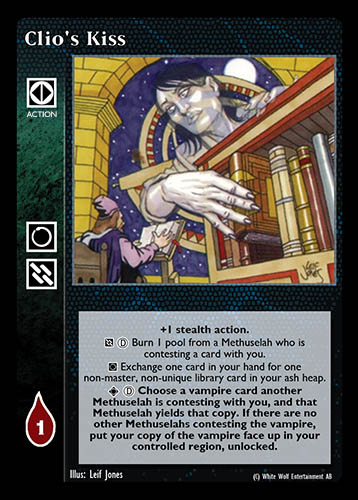 Clio's Kiss
ACTION
+1 stealth action.
D Burn 1 pool from a Methuselah who is
contesting a card with you.
Exchange one card in your hand for one
non-master, non-unique library card in your ash heap.
D Choose a vampire card another
Methuselah is contesting with you, and that
Methuselah yields that copy. If there are no
other Methuselahs contesting the vampire,
put your copy of the vampire face up in your
controlled region, unlocked.
1
Illus: Leif Jones
(C) White Wolf Entertainment AB